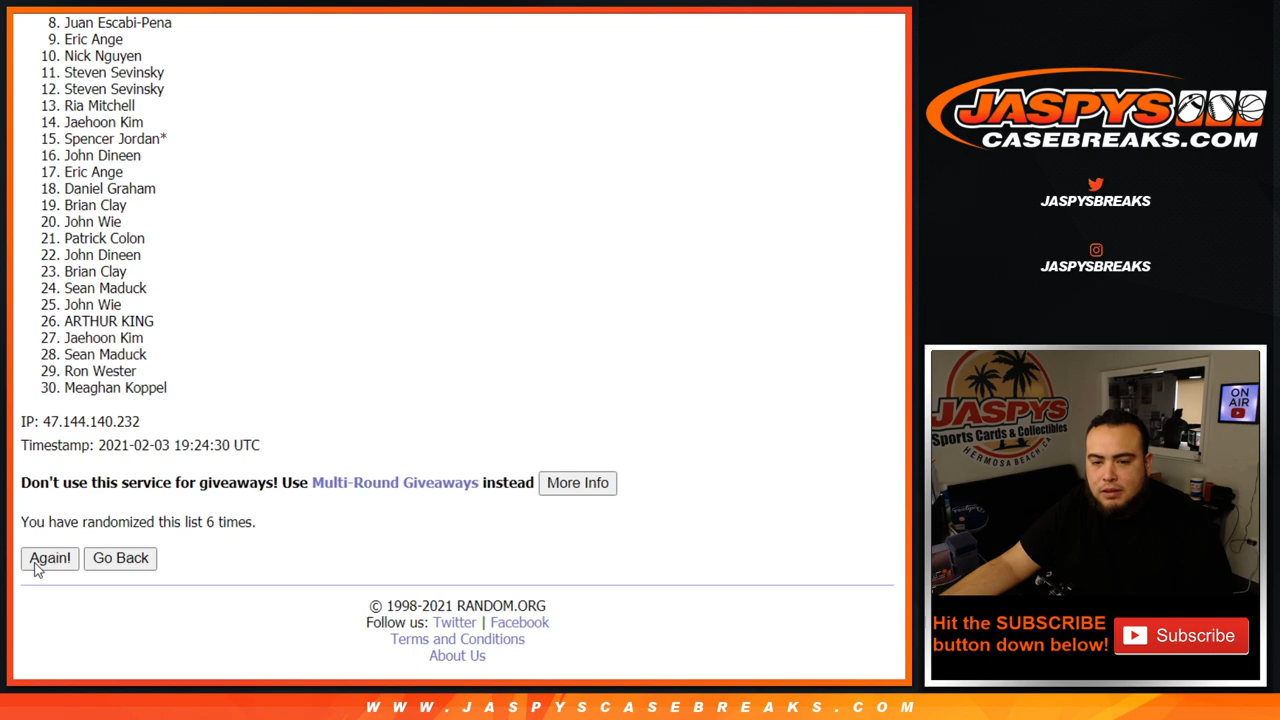 8. Juan Escabi-Pena
9. Eric Ange
10. Nick Nguyen
11. Steven Sevinsky
12. Steven Sevinsky
13. Ria Mitchell
14. Jaehoon Kim
15. Spencer Jordan*
16. John Dineen
17. Eric Ange
18. Daniel Graham
19. Brian Clay
20. John Wie
21. Patrick Colon
22. John Dineen
23. Brian Clay
24. Sean Maduck
25. John Wie
26. ARTHUR KING
27. Jaehoon Kim
28. Sean Maduck
29. Ron Wester
30. Meaghan Koppel
IP: 47.144.140.232
Timestamp: 2021-02-03 19:24:30 UTC
Don't use this service for giveaways! Use Multi-Round Giveaways instead More Info
You have randomized this list 6 times.
Again! Go Back
© 1998-2021 RANDOM.ORG
Follow us: Twitter | Facebook
Terms and Conditions
About Us
JASPYS
CASEBREAKS.COM
JASPYSBREAKS
JASPYSBREAKS
JASPYS
Sports Cards & Collectibles
HERMOSA BEACH, CA
ON
AIR
Hit the SUBSCRIBE
button down below!
Subscribe
WWW.JASPYSCASEBREAKS.COM